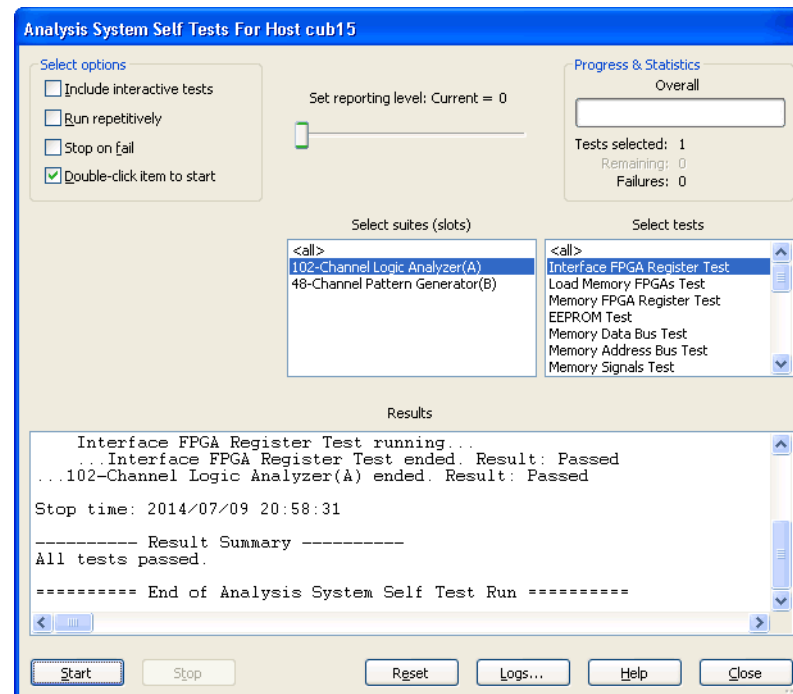 Analysis System Self Tests For Host cub15
Select options
Include interactive tests
Run repetitively
Stop on fail
Double-click item to start
Set reporting level: Current = 0
Progress & Statistics
Overall
Tests selected: 1
Remaining: 0
Failures: 0
Select suites (slots)
<all>
102-Channel Logic Analyzer(A)
48-Channel Pattern Generator(B)
Select tests
<all>
Interface FPGA Register Test
Load Memory FPGAs Test
Memory FPGA Register Test
EEPROM Test
Memory Data Bus Test
Memory Address Bus Test
Memory Signals Test
Results
Interface FPGA Register Test running...
...Interface FPGA Register Test ended. Result: Passed
...102-Channel Logic Analyzer(A) ended. Result: Passed
Stop time: 2014/07/09 20:58:31
---------- Result Summary ----------
All tests passed.
========== End of Analysis System Self Test Run ==========
Start
Stop
Reset
Logs...
Help
Close